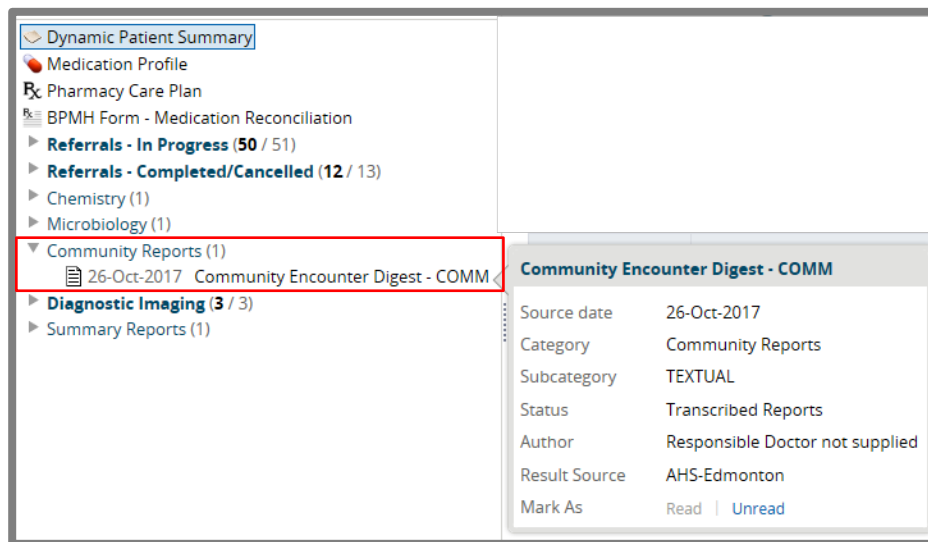 Dynamic Patient Summary
Medication Profile
Rx Pharmacy Care Plan
Rx BPMH Form - Medication Reconciliation
Referrals - In Progress (50 / 51)
Referrals - Completed/Cancelled (12 / 13)
Chemistry (1)
Microbiology (1)
Community Reports (1)
26-Oct-2017 Community Encounter Digest - COMM
Diagnostic Imaging (3 / 3)
Summary Reports (1)
Community Encounter Digest - COMM
Source date 26-Oct-2017
Category Community Reports
Subcategory TEXTUAL
Status Transcribed Reports
Author Responsible Doctor not supplied
Result Source AHS-Edmonton
Mark As Read | Unread